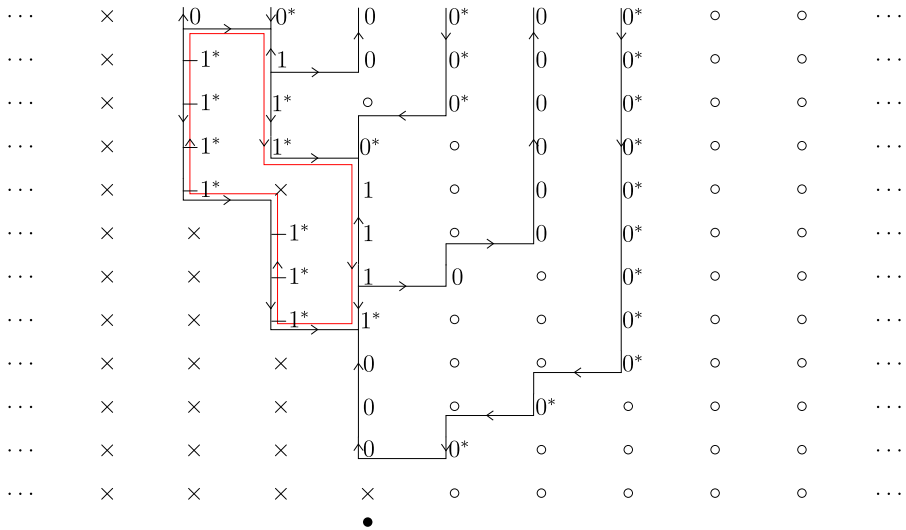 ··· × 0 0* 0 0* 0 0* ○ ○ ···
··· × 1* 1 0 0* 0 0* ○ ○ ···
··· × 1* 1* ○ 0* 0 0* ○ ○ ···
··· × 1* 1* 0* ○ 0 0* ○ ○ ···
··· × 1* × 1 ○ 0 0* ○ ○ ···
··· × × 1* 1 ○ 0 0* ○ ○ ···
··· × × 1* 1 0 ○ 0* ○ ○ ···
··· × × 1* 1* ○ ○ 0* ○ ○ ···
··· × × × 0 ○ ○ 0* ○ ○ ···
··· × × × 0 ○ 0* ○ ○ ○ ···
··· × × × 0 0* ○ ○ ○ ○ ···
··· × × × × ○ ○ ○ ○ ○ ···
●